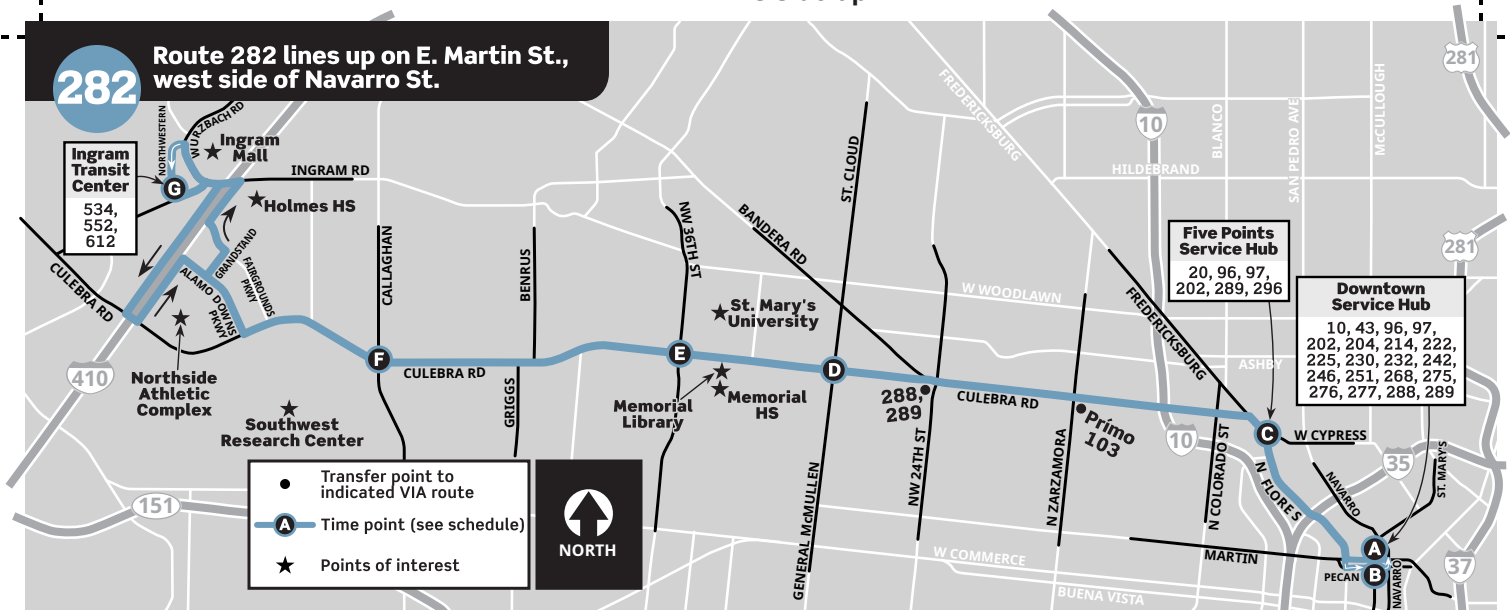 282
Route 282 lines up on E. Martin St.,
west side of Navarro St.
NORTHWESTERN
WURZBACH RD
Ingram
Mall
Ingram
Transit
Center
534,
552,
612
G
INGRAM RD
Holmes HS
CULEBRA RD
GRANDSTAND
FAIRGROUNDS
PKWY
ALAMO DOWNS
PKWY
410
Northside
Athletic
Complex
Southwest
Research Center
151
CALLAGHAN
F
CULEBRA RD
BENRUS
GRIGGS
NW 36TH ST
E
St. Mary's
University
Memorial
Library
Memorial
HS
BANDERA RD
ST. CLOUD
D
GENERAL McMULLEN
288,
289
NW 24TH ST
CULEBRA RD
W WOODLAWN
N ZARZAMORA
Prímo
103
FREDERICKSBURG
10
HILDEBRAND
BLANCO
SAN PEDRO AVE
McCULLOUGH
281
281
Five Points
Service Hub
20, 96, 97,
202, 289, 296
FREDERICKSBURG
ASHBY
Downtown
Service Hub
10, 43, 96, 97,
202, 204, 214, 222,
225, 230, 232, 242,
246, 251, 268, 275,
276, 277, 288, 289
C
W CYPRESS
10
N COLORADO ST
N FLORES
35
NAVARRO
ST. MARY'S
MARTIN
W COMMERCE
BUENA VISTA
PECAN
A
B
NAVARRO
37
Transfer point to
indicated VIA route
A
Time point (see schedule)
Points of interest
NORTH